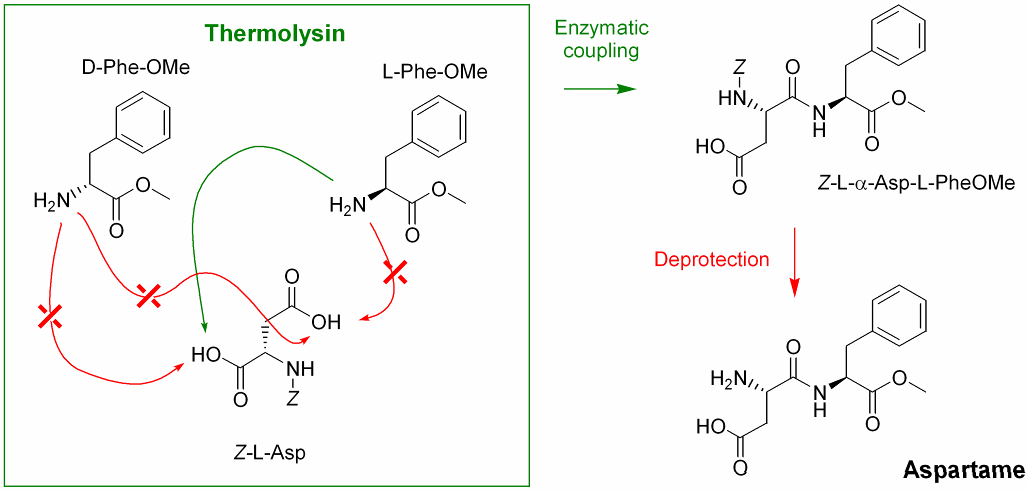 Thermolysin
D-Phe-OMe
L-Phe-OMe
H2N
O
O
H2N
O
O
O
OH
HO
O
NH
Z
Z-L-Asp
Enzymatic
coupling
Z
HN
O
N
H
O
O
HO
O
Z-L-α-Asp-L-PheOMe
Deprotection
H2N
O
N
H
O
O
HO
O
Aspartame